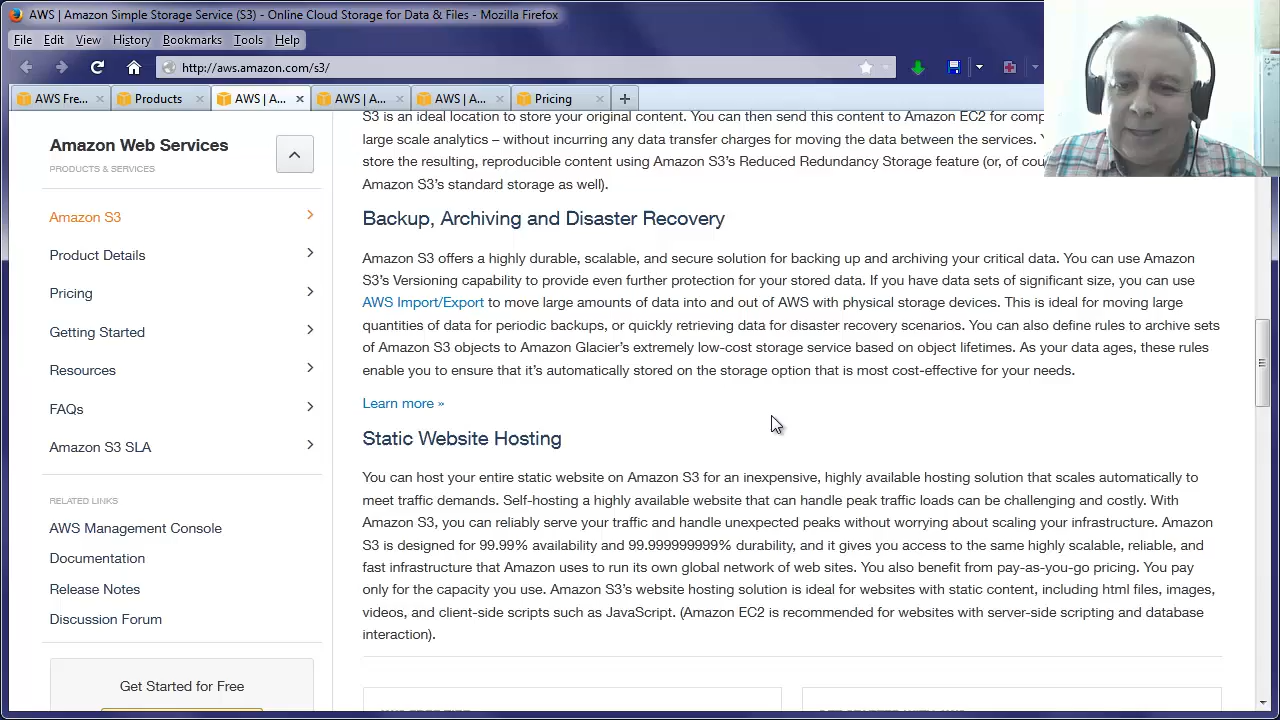 AWS | Amazon Simple Storage Service (S3) - Online Cloud Storage for Data & Files - Mozilla Firefox
File Edit View History Bookmarks Tools Help
http://aws.amazon.com/s3/
AWS Fre... Products AWS | A... AWS | A... AWS | A... Pricing
Amazon Web Services
PRODUCTS & SERVICES
Amazon S3
Product Details
Pricing
Getting Started
Resources
FAQs
Amazon S3 SLA
RELATED LINKS
AWS Management Console
Documentation
Release Notes
Discussion Forum
Get Started for Free
S3 is an ideal location to store your original content. You can then send this content to Amazon EC2 for
large scale analytics – without incurring any data transfer charges for moving the data between the services.
store the resulting, reproducible content using Amazon S3's Reduced Redundancy Storage feature (or, of
Amazon S3's standard storage as well).
Backup, Archiving and Disaster Recovery
Amazon S3 offers a highly durable, scalable, and secure solution for backing up and archiving your critical data. You can use Amazon
S3's Versioning capability to provide even further protection for your stored data. If you have data sets of significant size, you can use
AWS Import/Export to move large amounts of data into and out of AWS with physical storage devices. This is ideal for moving large
quantities of data for periodic backups, or quickly retrieving data for disaster recovery scenarios. You can also define rules to archive sets
of Amazon S3 objects to Amazon Glacier's extremely low-cost storage service based on object lifetimes. As your data ages, these rules
enable you to ensure that it's automatically stored on the storage option that is most cost-effective for your needs.
Learn more »
Static Website Hosting
You can host your entire static website on Amazon S3 for an inexpensive, highly available hosting solution that scales automatically to
meet traffic demands. Self-hosting a highly available website that can handle peak traffic loads can be challenging and costly. With
Amazon S3, you can reliably serve your traffic and handle unexpected peaks without worrying about scaling your infrastructure. Amazon
S3 is designed for 99.99% availability and 99.999999999% durability, and it gives you access to the same highly scalable, reliable, and
fast infrastructure that Amazon uses to run its own global network of web sites. You also benefit from pay-as-you-go pricing. You pay
only for the capacity you use. Amazon S3's website hosting solution is ideal for websites with static content, including html files, images,
videos, and client-side scripts such as JavaScript. (Amazon EC2 is recommended for websites with server-side scripting and database
interaction).